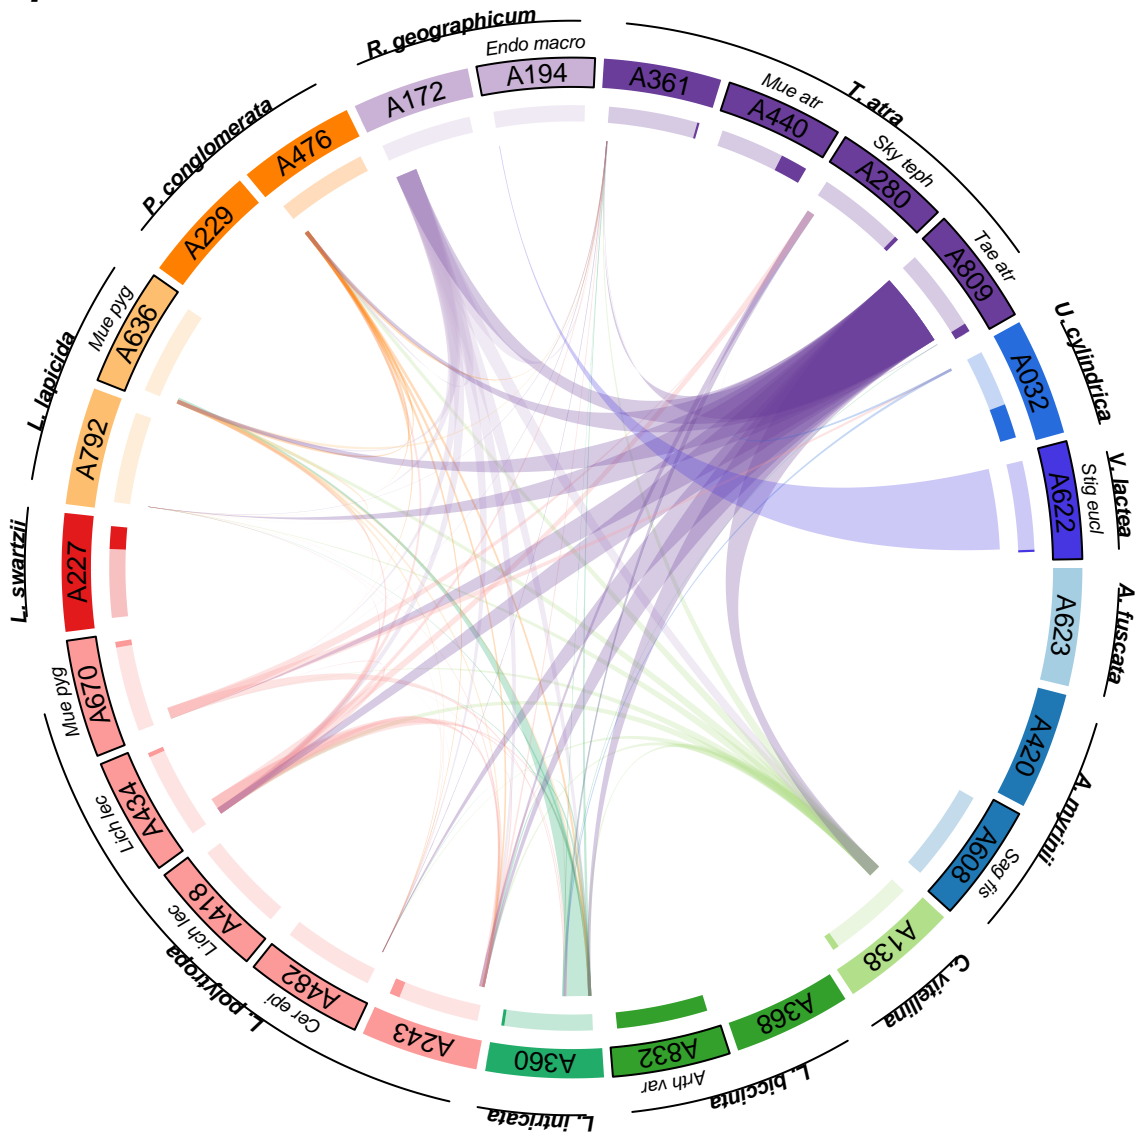 R. geographicum
Endo macro
A172
A194
A361
A440
Mue atr
T. atra
A280
Sky teph
A809
Tae atr
A032
U. cylindrica
A622
Stig eucl
V. lactea
A623
A. fuscata
A420
A608
Sag fis
A. myrinii
A138
C. vitellina
A368
A832
Arth var
L. biccinta
A360
L. intricata
A243
A482
Cer epi
A418
Lich lec
A434
Lich lec
A670
Mue pyg
L. polytropa
A227
L. swartzii
A792
A636
Mue pyg
L. lapicida
A229
A476
P. conglomerata